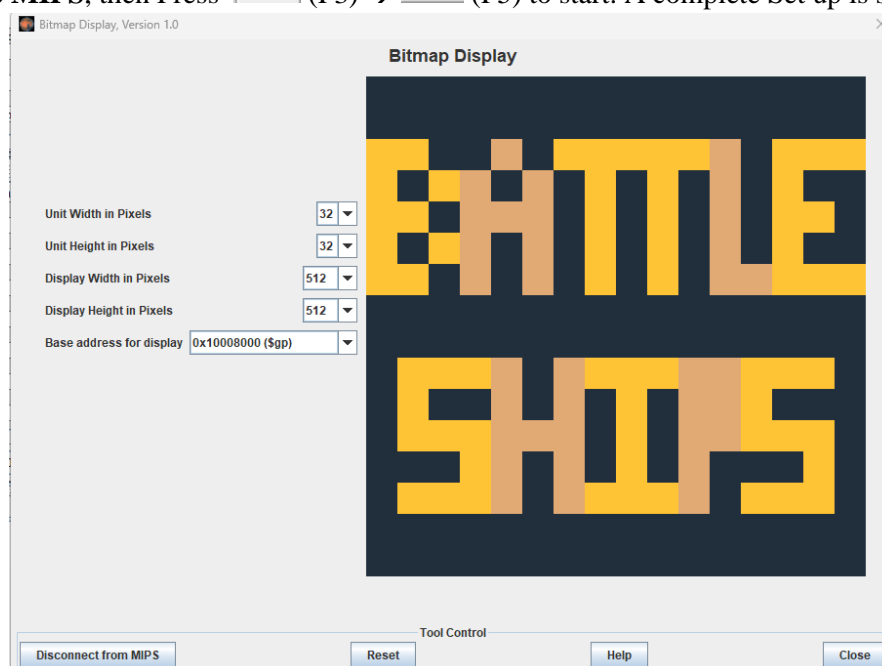 MIPS, then Press (F3) → (F5) to start. A complete Set up is s
Bitmap Display, Version 1.0
Bitmap Display
BATTLE
SHIPS
Unit Width in Pixels 32
Unit Height in Pixels 32
Display Width in Pixels 512
Display Height in Pixels 512
Base address for display 0x10008000 ($gp)
Tool Control
Disconnect from MIPS Reset Help Close